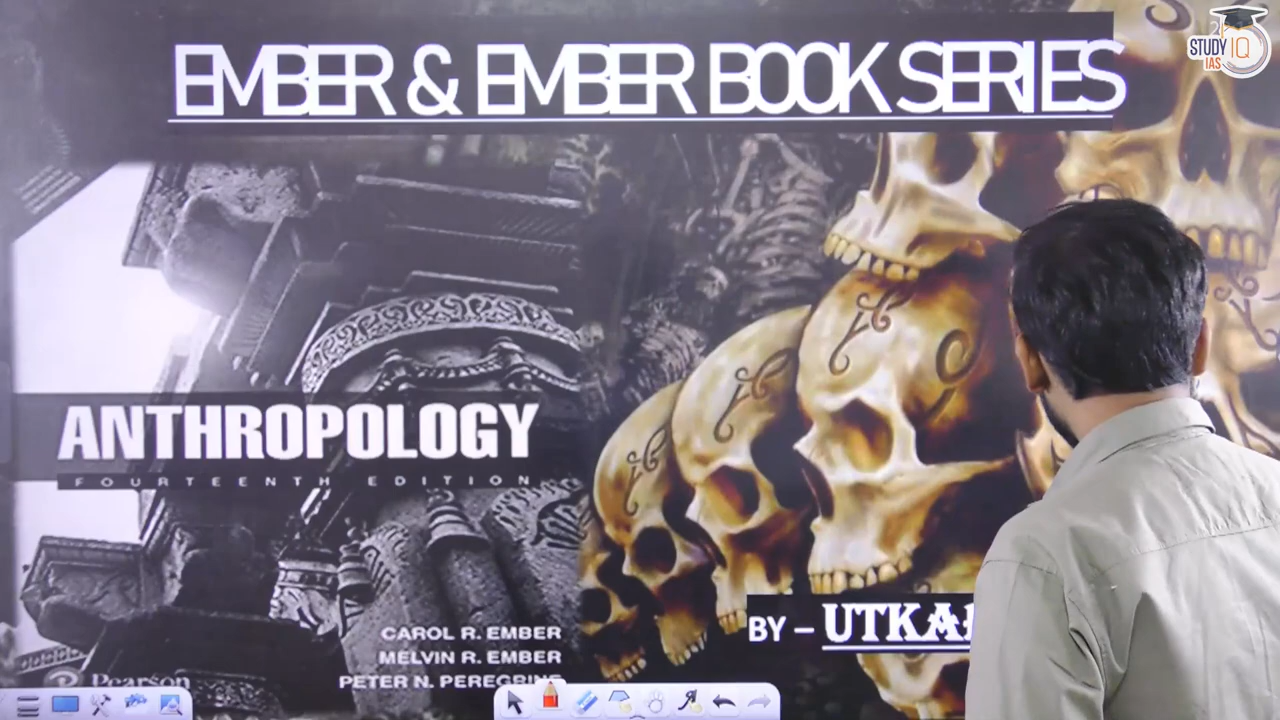 EMBER & EMBER BOOK SERIES
STUDY IQ
IAS
ANTHROPOLOGY
FOURTEENTH EDITION
CAROL R. EMBER
MELVIN R. EMBER
PETER N. PEREGRINE
Pearson
BY –